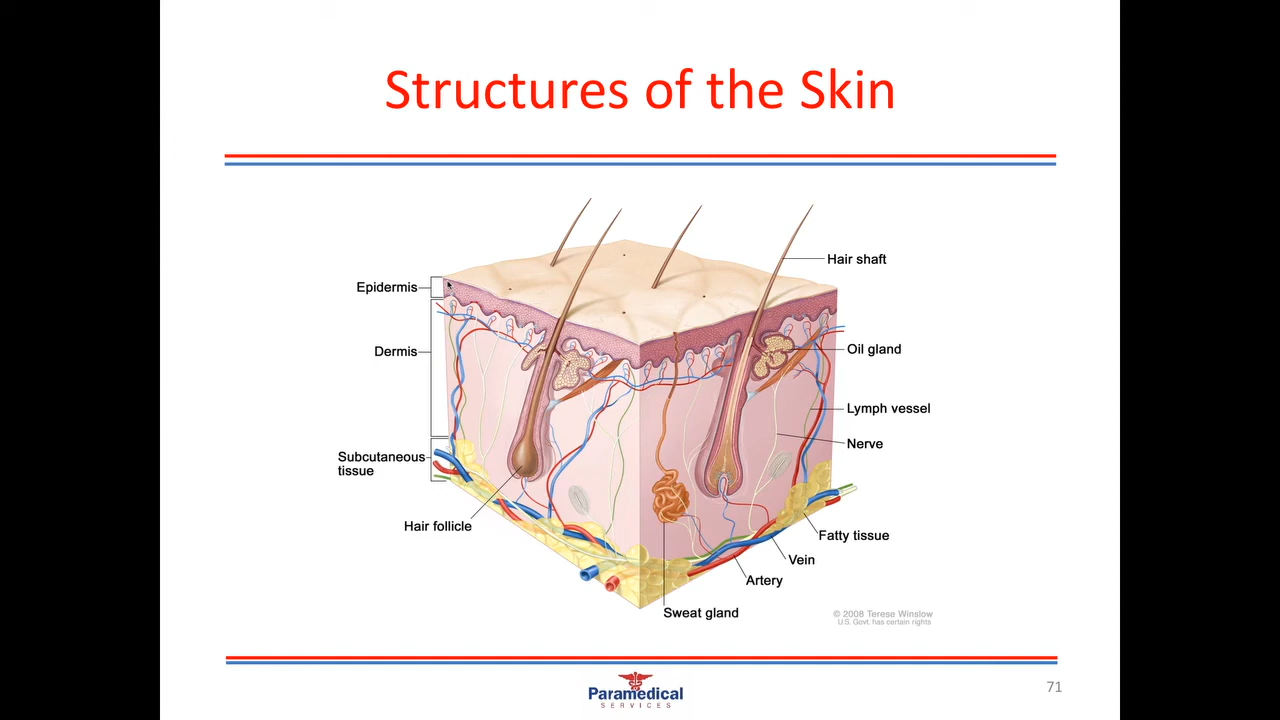 Structures of the Skin
Hair shaft
Epidermis
Oil gland
Dermis
Lymph vessel
Nerve
Subcutaneous
tissue
Hair follicle
Fatty tissue
Vein
Artery
Sweat gland
© 2008 Terese Winslow
U.S. Govt. has certain rights
Paramedical
SERVICES
71